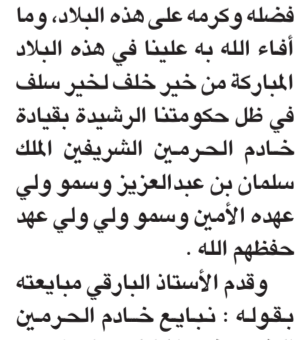 فضله وكرمه على هذه البلاد، وما
أفاء الله به علينا في هذه البلاد
المباركة من خير خلف لخير سلف
في ظل حكومتنا الرشيدة بقيادة
خادم الحرمين الشريفين الملك
سلمان بن عبدالعزيز وسمو ولي
عهده الأمين وسمو ولي ولي عهد
حفظهم الله .
وقدم الأستاذ البارقي مبايعته
بقوله : نبايع خادم الحرمين